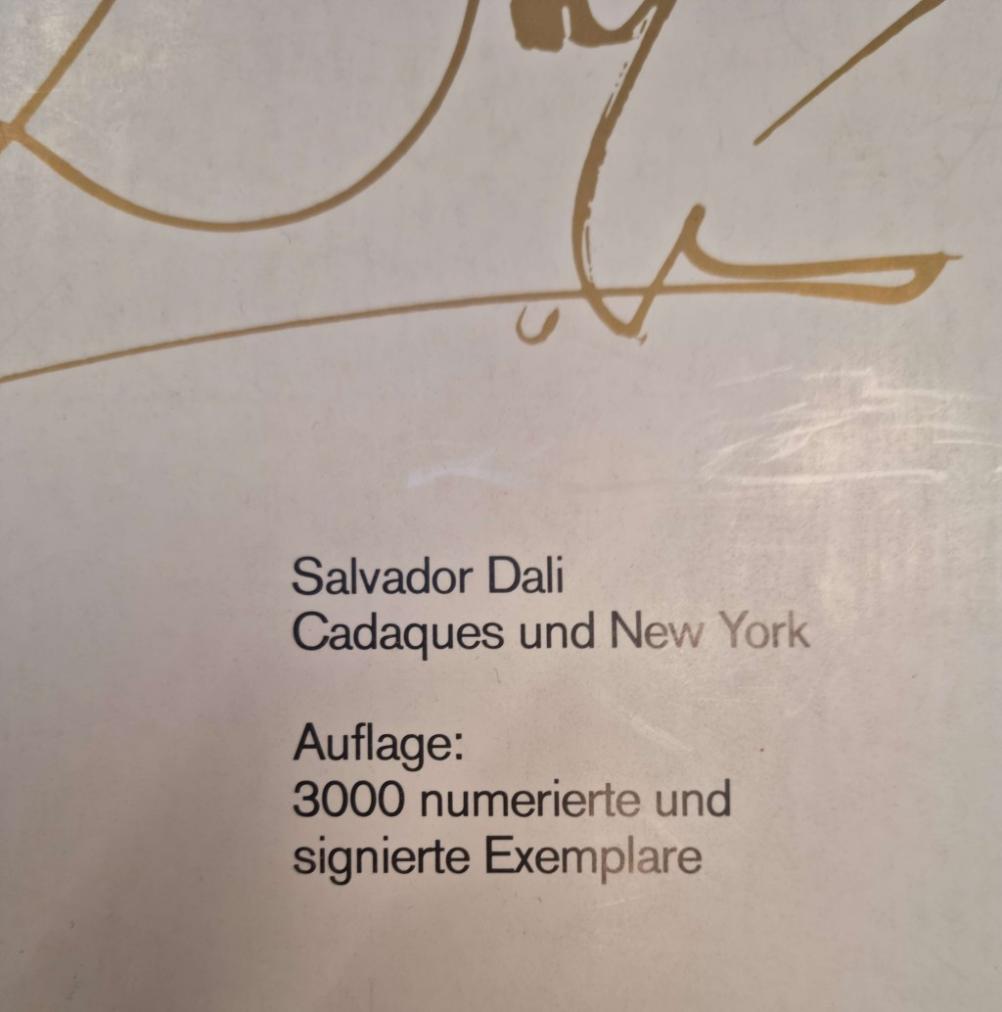 Salvador Dali
Cadaques und New York
Auflage:
3000 numerierte und
signierte Exemplare